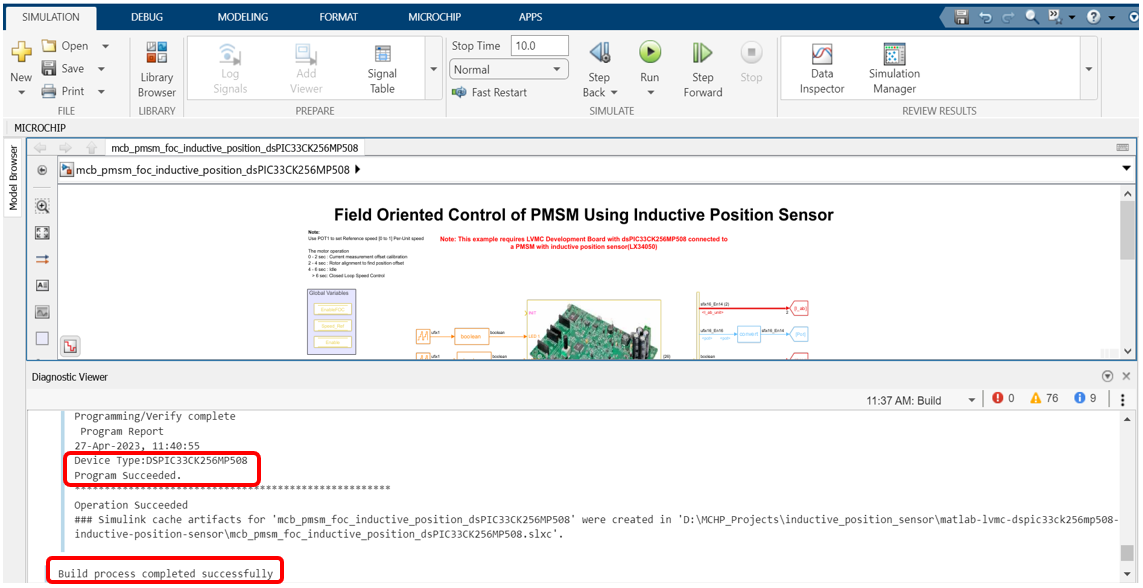 SIMULATION DEBUG MODELING FORMAT MICROCHIP APPS
New
Open
Save
Print
FILE
Library
Browser
LIBRARY
Log
Signals
Add
Viewer
Signal
Table
PREPARE
Stop Time 10.0
Normal
Fast Restart
Step
Back
Run
Step
Forward
Stop
SIMULATE
Data
Inspector
Simulation
Manager
REVIEW RESULTS
MICROCHIP
Model Browser
mcb_pmsm_foc_inductive_position_dsPIC33CK256MP508
mcb_pmsm_foc_inductive_position_dsPIC33CK256MP508
Field Oriented Control of PMSM Using Inductive Position Sensor
Note:
Use POT1 to set Reference speed [0 to 1] Per-Unit speed
The motor operation
0 - 2 sec : Current measurement offset calibration
2 - 4 sec : Rotor alignment to find position offset
4 - 6 sec : Idle
> 6 sec: Closed Loop Speed Control
Note: This example requires LVMC Development Board with dsPIC33CK256MP508 connected to
a PMSM with inductive position sensor(LX34050)
Global Variables
boolean
boolean
Diagnostic Viewer
11:37 AM: Build 0 76 9
Programming/Verify complete
Program Report
27-Apr-2023, 11:40:55
Device Type:DSPIC33CK256MP508
Program Succeeded.
Operation Succeeded
### Simulink cache artifacts for 'mcb_pmsm_foc_inductive_position_dsPIC33CK256MP508' were created in 'D:\MCHP_Projects\inductive_position_sensor\matlab-lvmc-dspic33ck256mp508-
inductive-position-sensor\mcb_pmsm_foc_inductive_position_dsPIC33CK256MP508.slxc'.
Build process completed successfully